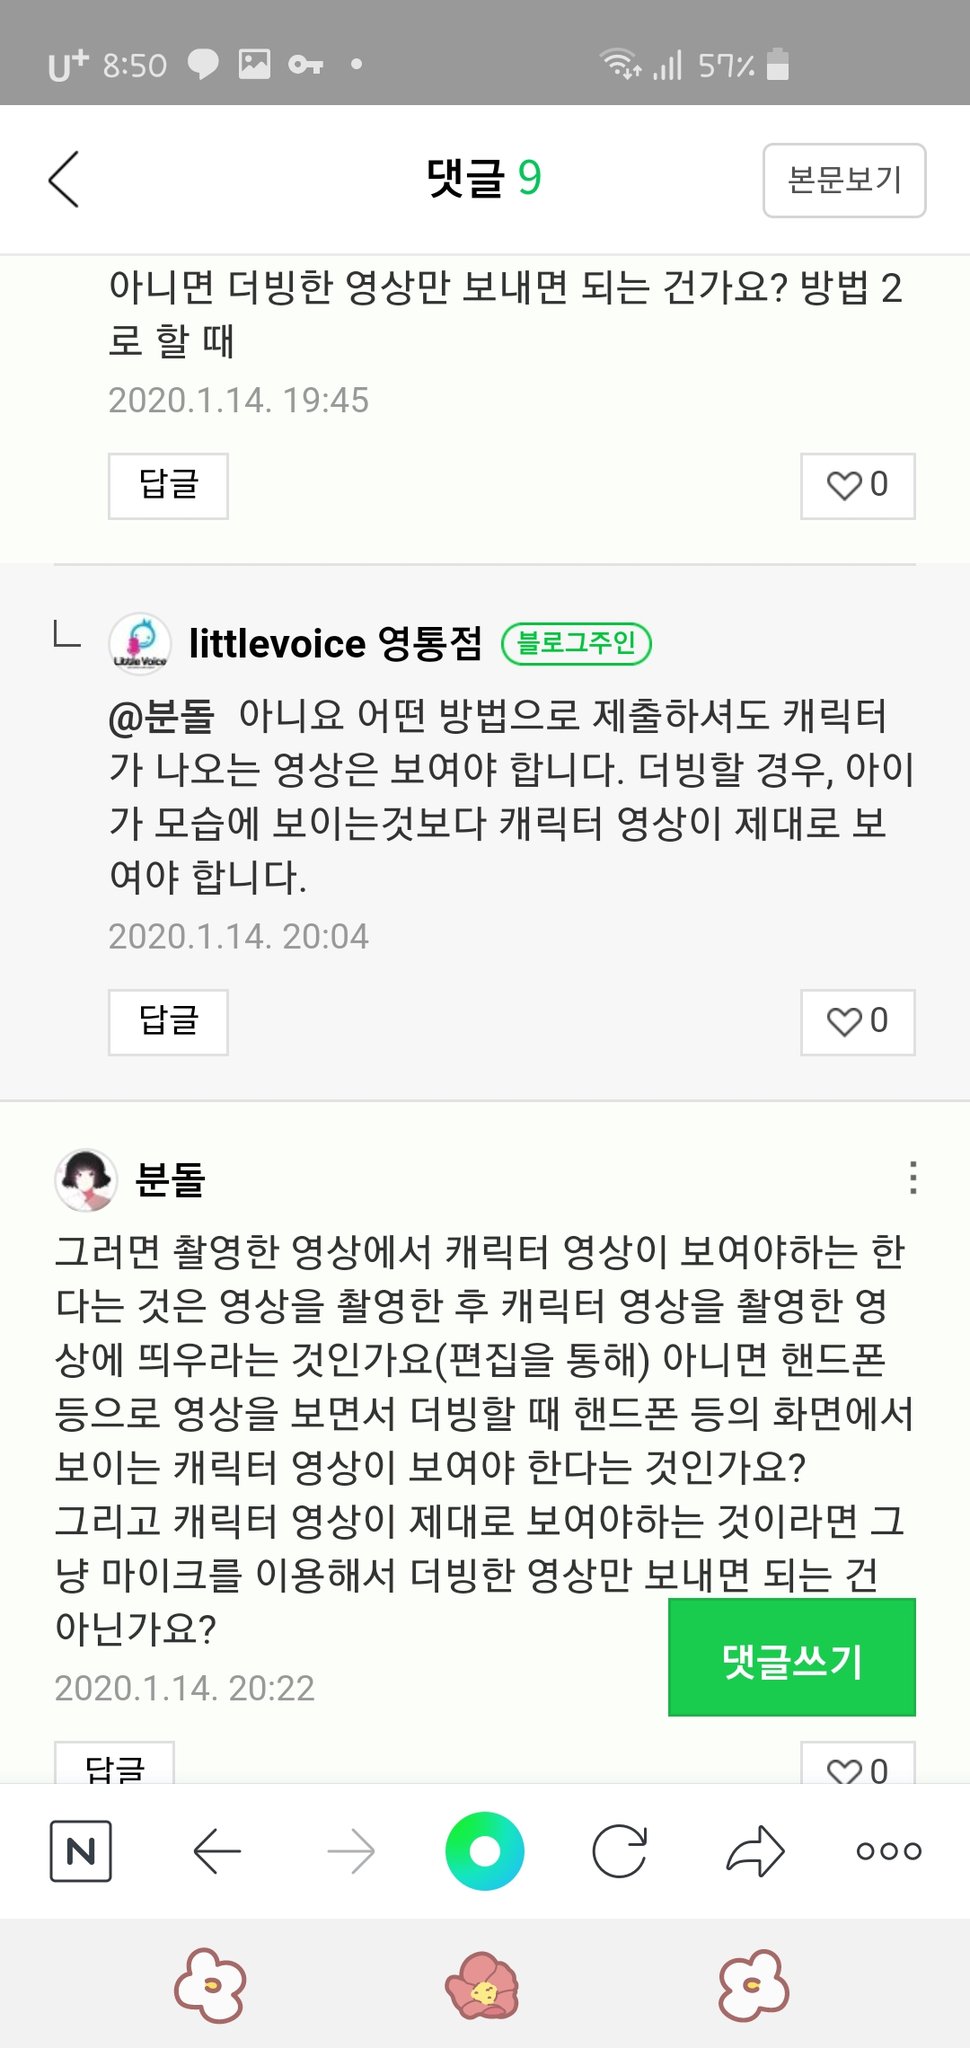 U+ 8:50 57%
댓글 9
본문보기
아니면 더빙한 영상만 보내면 되는 건가요? 방법 2
로 할 때
2020.1.14. 19:45
답글
0
littlevoice 영통점 블로그주인
Little Voice
@분돌 아니요 어떤 방법으로 제출하셔도 캐릭터
가 나오는 영상은 보여야 합니다. 더빙할 경우, 아이
가 모습에 보이는것보다 캐릭터 영상이 제대로 보
여야 합니다.
2020.1.14. 20:04
답글
0
분돌
그러면 촬영한 영상에서 캐릭터 영상이 보여야하는 한
다는 것은 영상을 촬영한 후 캐릭터 영상을 촬영한 영
상에 띄우라는 것인가요(편집을 통해) 아니면 핸드폰
등으로 영상을 보면서 더빙할 때 핸드폰 등의 화면에서
보이는 캐릭터 영상이 보여야 한다는 것인가요?
그리고 캐릭터 영상이 제대로 보여야하는 것이라면 그
냥 마이크를 이용해서 더빙한 영상만 보내면 되는 건
아닌가요?
댓글쓰기
2020.1.14. 20:22
답글
0
N